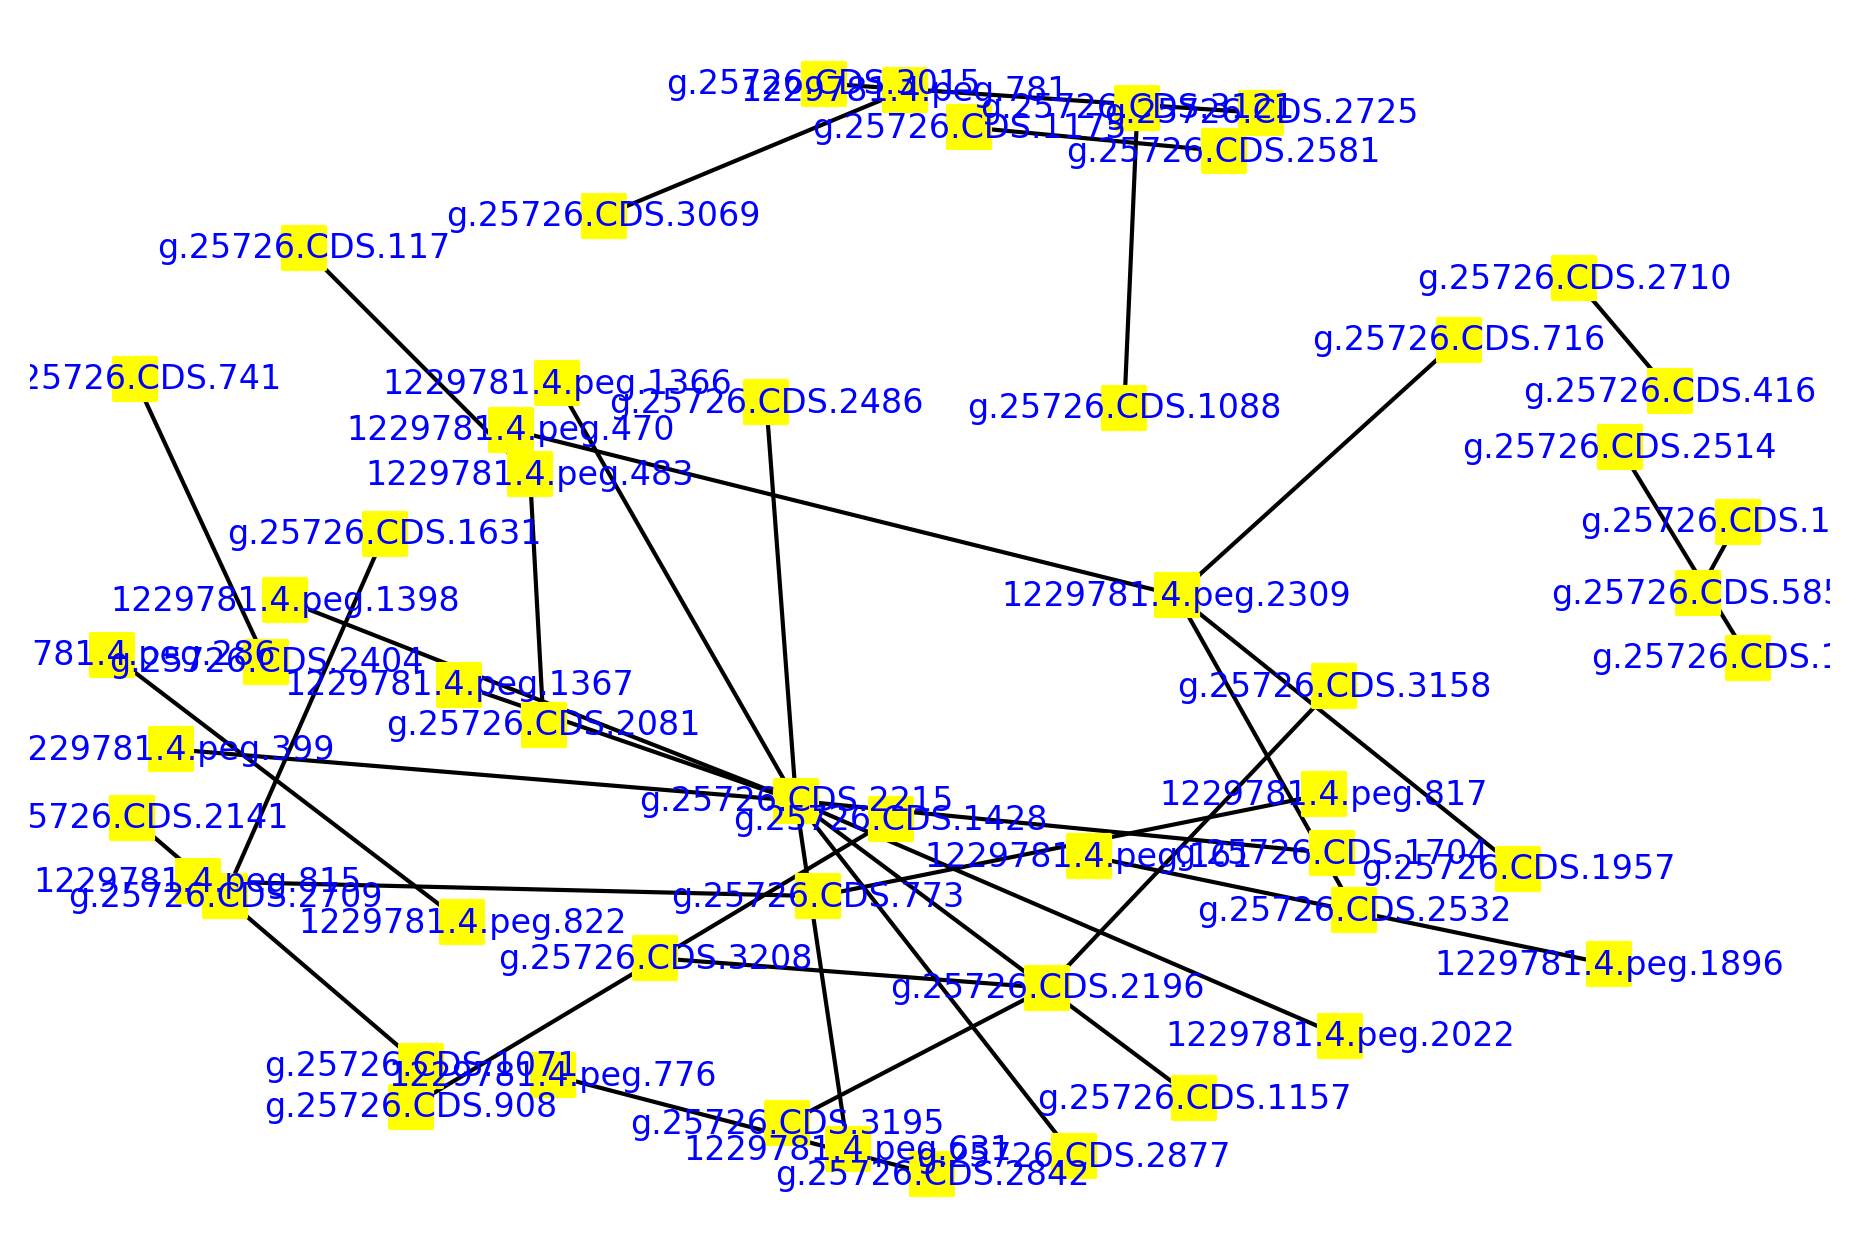 g.25726.CDS.3015
1229781.4.peg.781
g.25726.CDS.3121
g.25726.CDS.2725
g.25726.CDS.1175
g.25726.CDS.2581
g.25726.CDS.3069
g.25726.CDS.117
g.25726.CDS.2710
g.25726.CDS.716
25726.CDS.741
1229781.4.peg.1366
g.25726.CDS.2486
g.25726.CDS.1088
g.25726.CDS.416
1229781.4.peg.470
g.25726.CDS.2514
1229781.4.peg.483
g.25726.CDS.1
g.25726.CDS.1631
g.25726.CDS.585
1229781.4.peg.1398
1229781.4.peg.2309
781.4.peg.286
g.25726.CDS.2404
g.25726.CDS.1
1229781.4.peg.1367
g.25726.CDS.3158
g.25726.CDS.2081
229781.4.peg.399
g.25726.CDS.2215
1229781.4.peg.817
5726.CDS.2141
g.25726.CDS.1428
1229781.4.peg.161
g.25726.CDS.1704
g.25726.CDS.1957
1229781.4.peg.815
g.25726.CDS.2709
g.25726.CDS.773
g.25726.CDS.2532
1229781.4.peg.822
g.25726.CDS.3208
1229781.4.peg.1896
g.25726.CDS.2196
1229781.4.peg.2022
g.25726.CDS.1071
1229781.4.peg.776
g.25726.CDS.908
g.25726.CDS.1157
g.25726.CDS.3195
1229781.4.peg.631
g.25726.CDS.2877
g.25726.CDS.2842